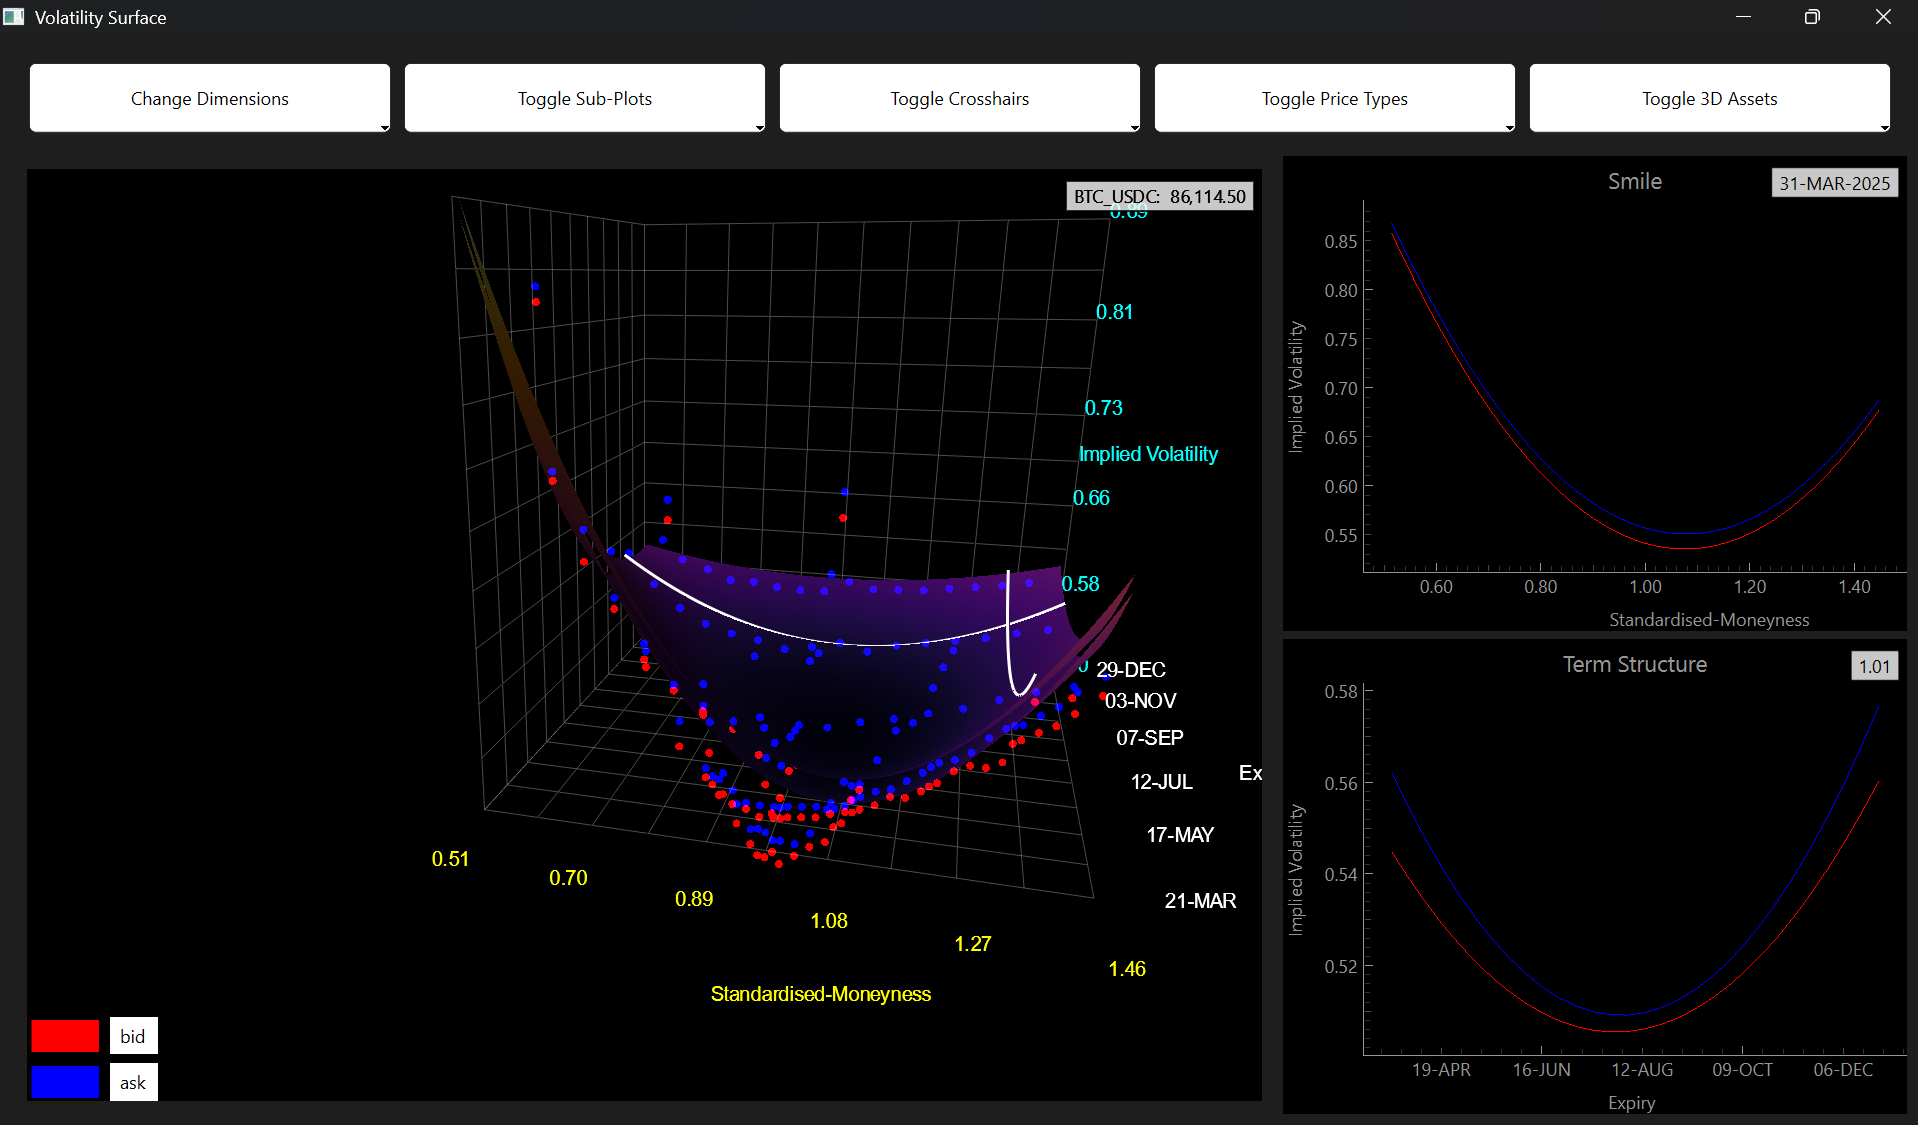 Volatility Surface
Change Dimensions
Toggle Sub-Plots
Toggle Crosshairs
Toggle Price Types
Toggle 3D Assets
BTC_USDC: 86,114.50
0.89
0.81
0.73
Implied Volatility
0.66
0.58
0
29-DEC
03-NOV
07-SEP
12-JUL
Ex
17-MAY
21-MAR
0.51
0.70
0.89
1.08
1.27
1.46
Standardised-Moneyness
bid
ask
Smile
31-MAR-2025
0.85
0.80
0.75
0.70
0.65
0.60
0.55
Implied Volatility
0.60 0.80 1.00 1.20 1.40
Standardised-Moneyness
Term Structure
1.01
0.58
0.56
0.54
0.52
Implied Volatility
19-APR 16-JUN 12-AUG 09-OCT 06-DEC
Expiry